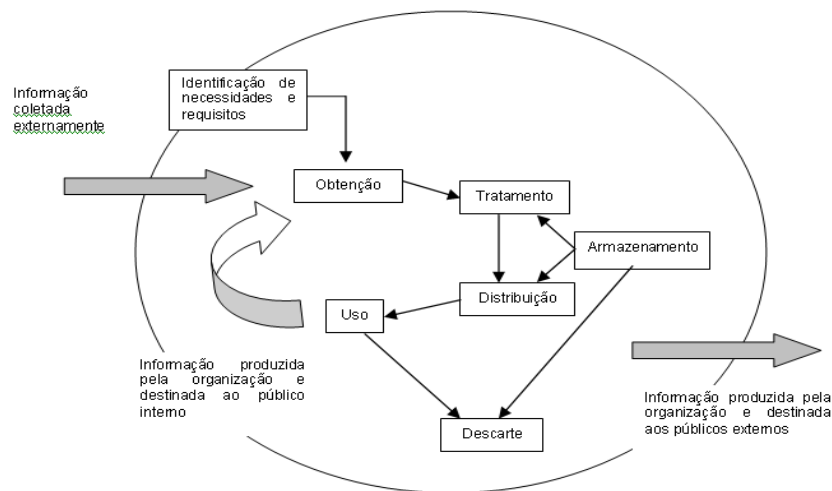 Informação
coletada
externamente
Identificação de
necessidades e
requisitos
Obtenção
Tratamento
Armazenamento
Distribuição
Uso
Informação produzida
pela organização e
destinada ao público
interno
Informação produzida pela
organização e destinada
aos públicos externos
Descarte